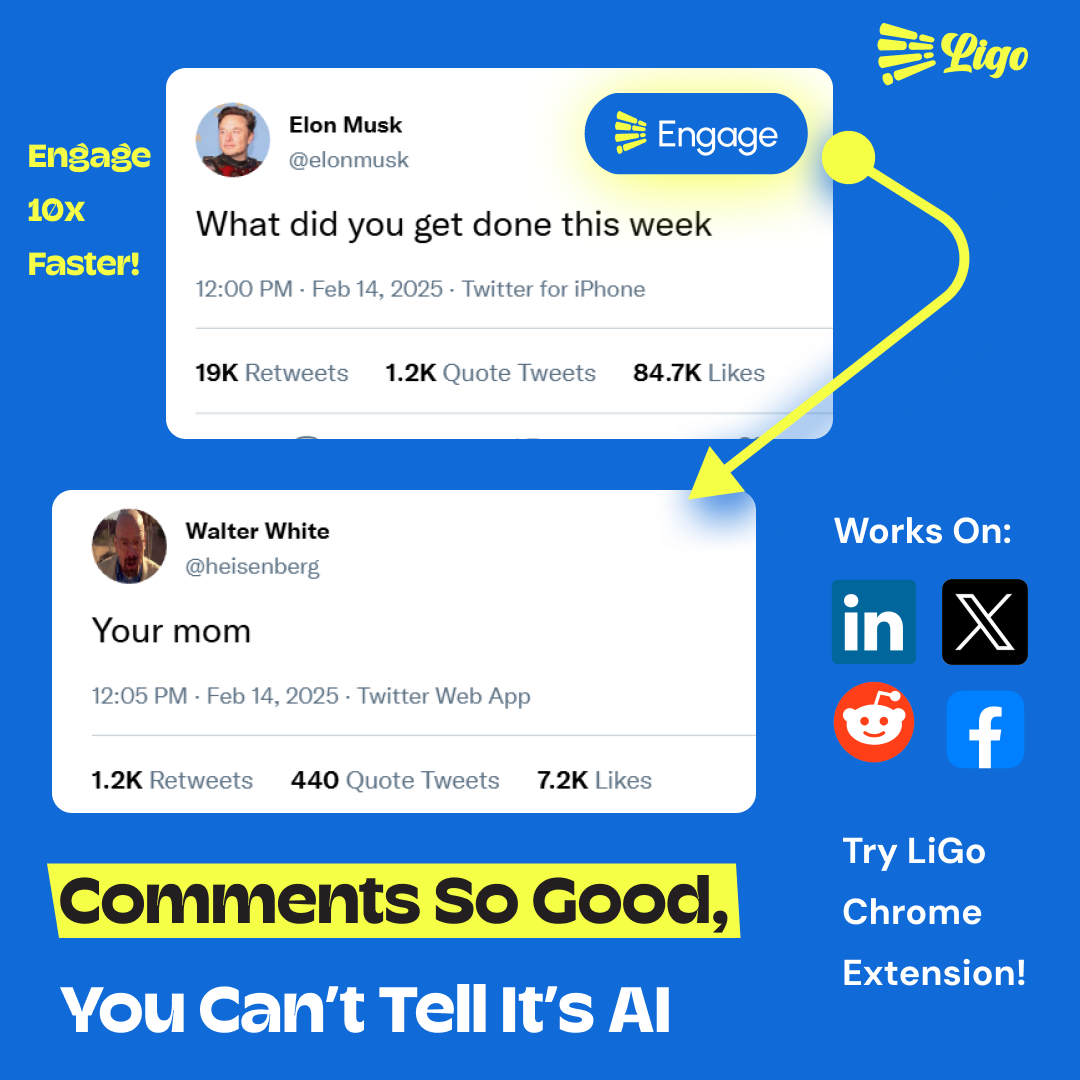 Ligo
Engage
10x
Faster!
Elon Musk
@elonmusk
Engage
What did you get done this week
12:00 PM · Feb 14, 2025 · Twitter for iPhone
19K Retweets 1.2K Quote Tweets 84.7K Likes
Walter White
@heisenberg
Your mom
12:05 PM · Feb 14, 2025 · Twitter Web App
1.2K Retweets 440 Quote Tweets 7.2K Likes
Works On:
in
X
f
Comments So Good,
You Can't Tell It's AI
Try LiGo
Chrome
Extension!